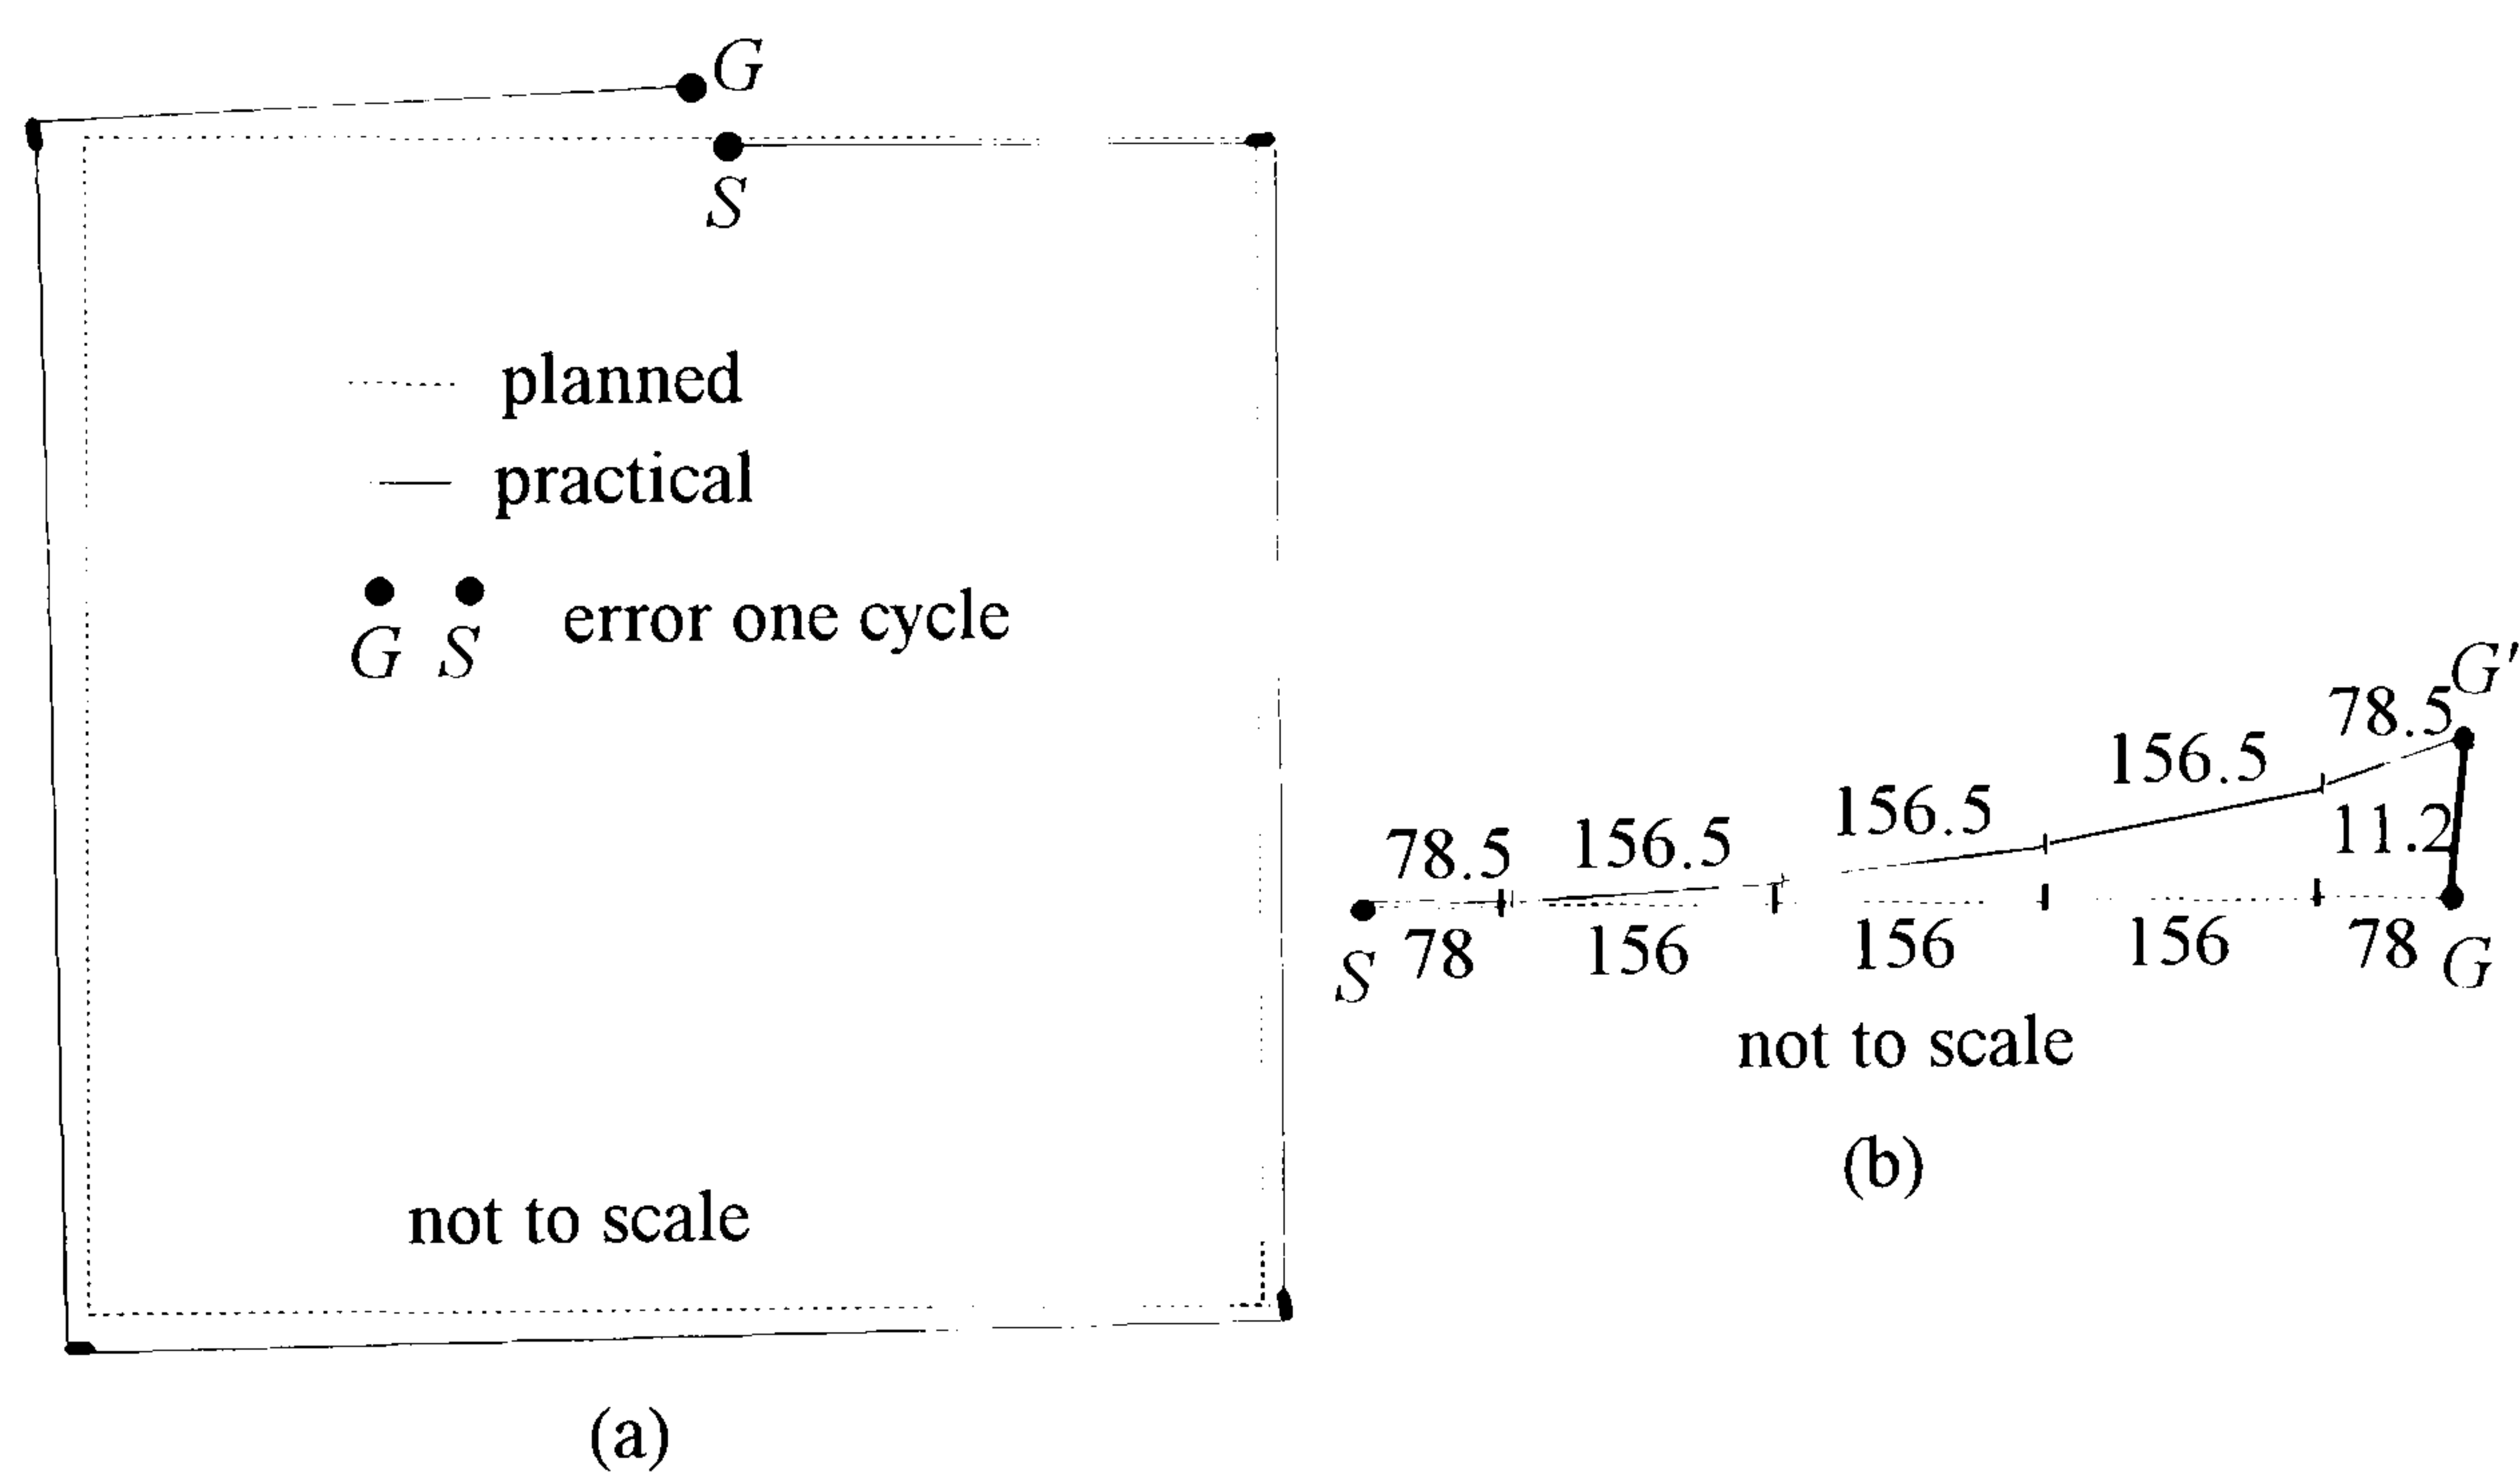 G
S
planned
practical
G S error one cycle
not to scale
(a)
G'
78.5 156.5 156.5 156.5 78.5
11.2
S 78 156 156 156 78 G
not to scale
(b)